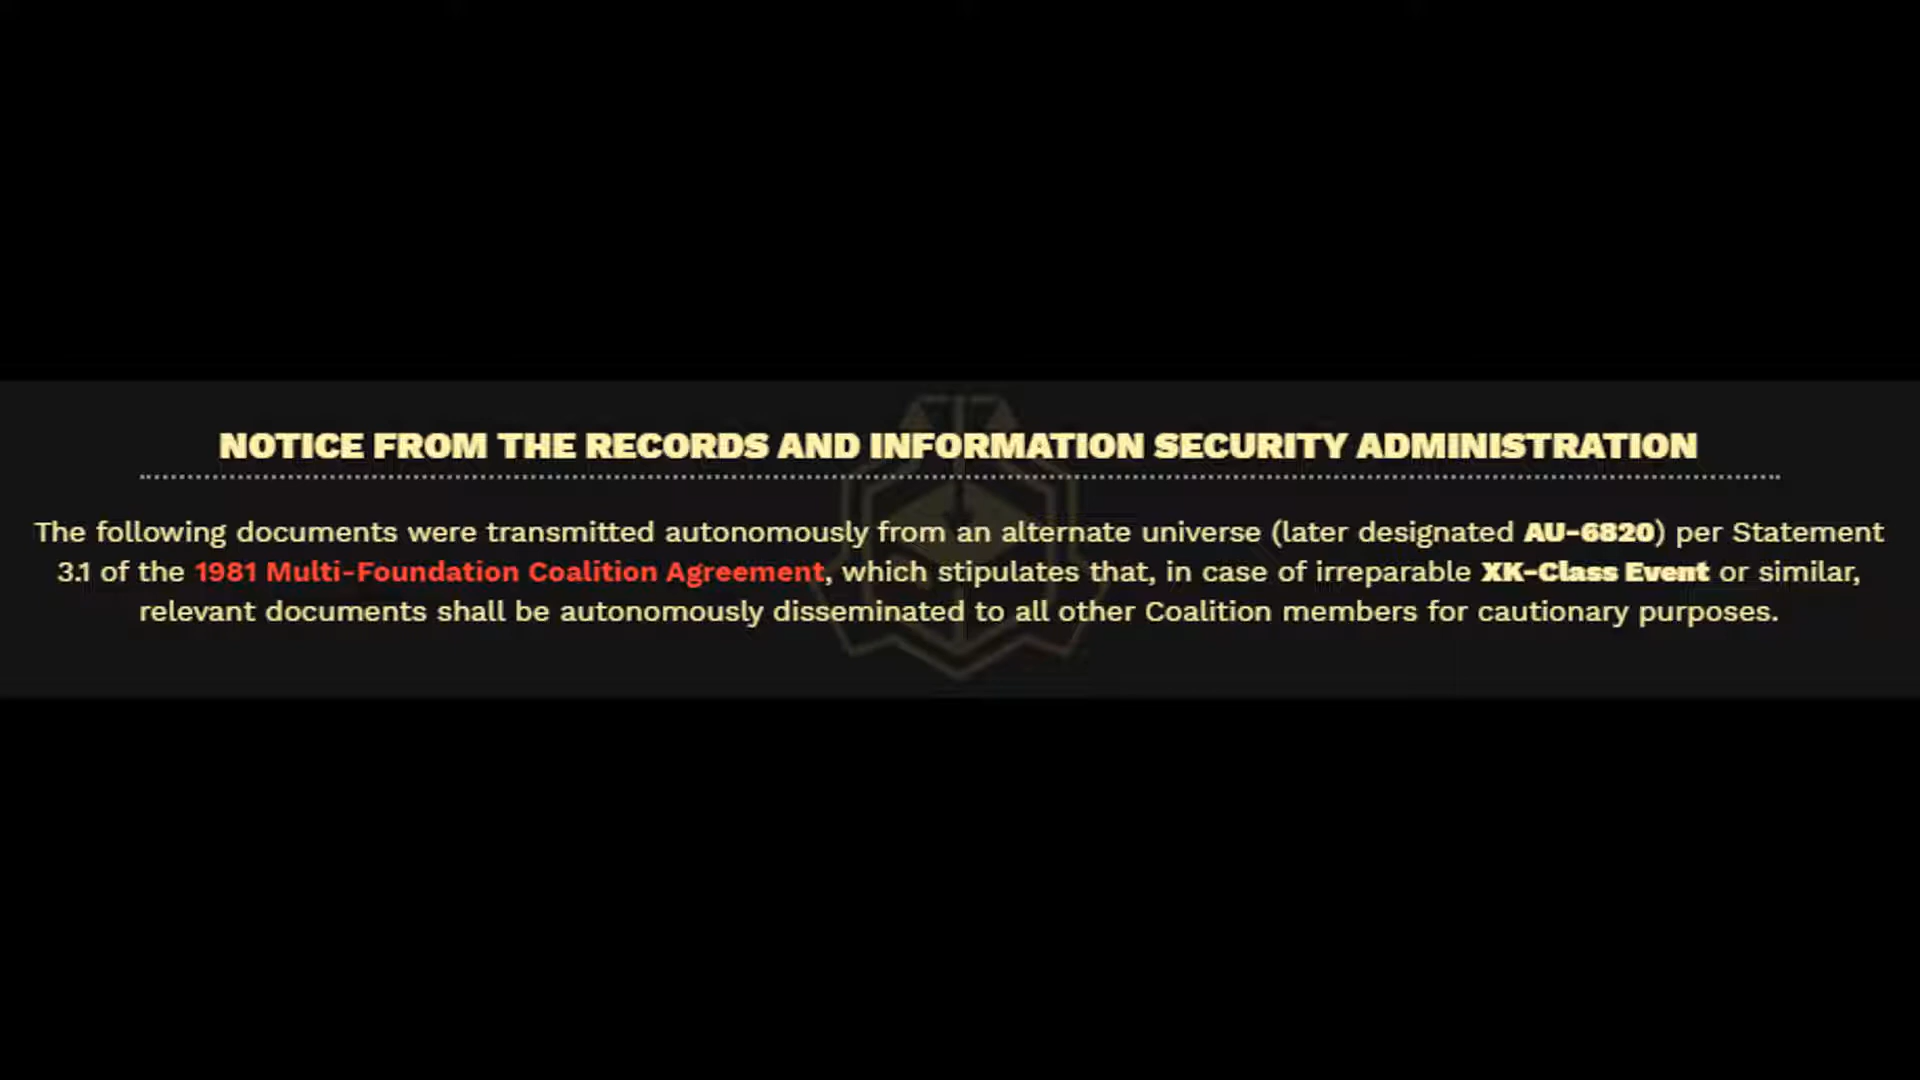 NOTICE FROM THE RECORDS AND INFORMATION SECURITY ADMINISTRATION
The following documents were transmitted autonomously from an alternate universe (later designated AU-6820) per Statement
3.1 of the 1981 Multi-Foundation Coalition Agreement, which stipulates that, in case of irreparable XK-Class Event or similar,
relevant documents shall be autonomously disseminated to all other Coalition members for cautionary purposes.